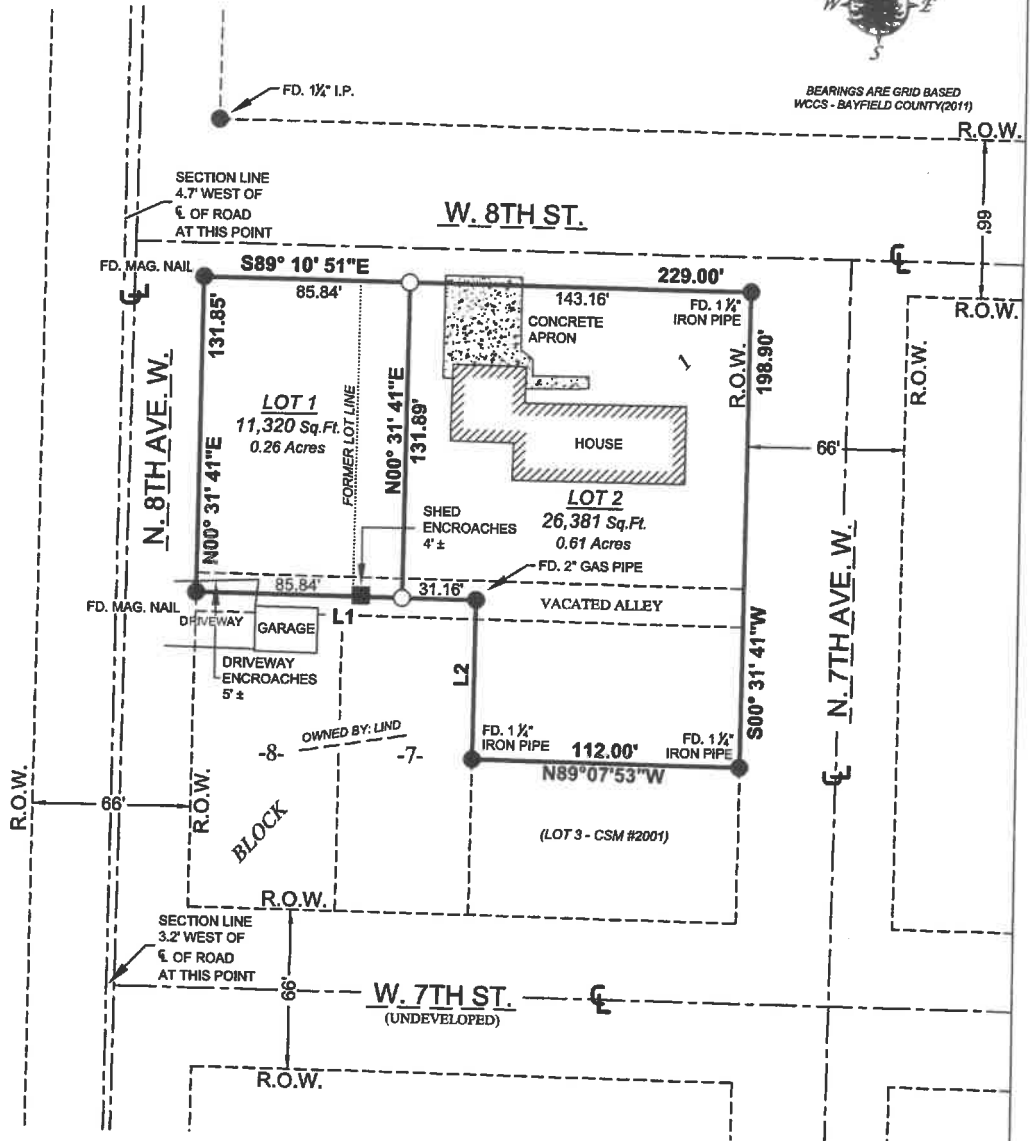 W E
S
FD. 1¼" I.P.
BEARINGS ARE GRID BASED
WCCS - BAYFIELD COUNTY(2011)
R.O.W.
SECTION LINE
4.7' WEST OF
℄ OF ROAD
AT THIS POINT
66'
W. 8TH ST.
℄
FD. MAG. NAIL
S89° 10' 51"E
229.00'
85.84'
143.16'
FD. 1 ¼"
IRON PIPE
R.O.W.
℄
CONCRETE
APRON
131.85'
1
R.O.W.
198.90'
R.O.W.
N. 8TH AVE. W.
LOT 1
11,320 Sq.Ft.
0.26 Acres
FORMER LOT LINE
N00° 31' 41"E
131.89'
HOUSE
66'
N00° 31' 41"E
LOT 2
26,381 Sq.Ft.
0.61 Acres
SHED
ENCROACHES
4' ±
FD. 2" GAS PIPE
85.84'
31.16'
VACATED ALLEY
FD. MAG. NAIL
L1
DRIVEWAY
GARAGE
DRIVEWAY
ENCROACHES
5' ±
L2
S00° 31' 41"W
N. 7TH AVE. W.
OWNED BY: LIND
-8-
-7-
FD. 1 ¼"
IRON PIPE
112.00'
N89°07'53"W
FD. 1 ¼"
IRON PIPE
℄
R.O.W.
66'
R.O.W.
BLOCK
(LOT 3 - CSM #2001)
R.O.W.
SECTION LINE
3.2' WEST OF
℄ OF ROAD
AT THIS POINT
66'
W. 7TH ST.
(UNDEVELOPED)
℄
R.O.W.